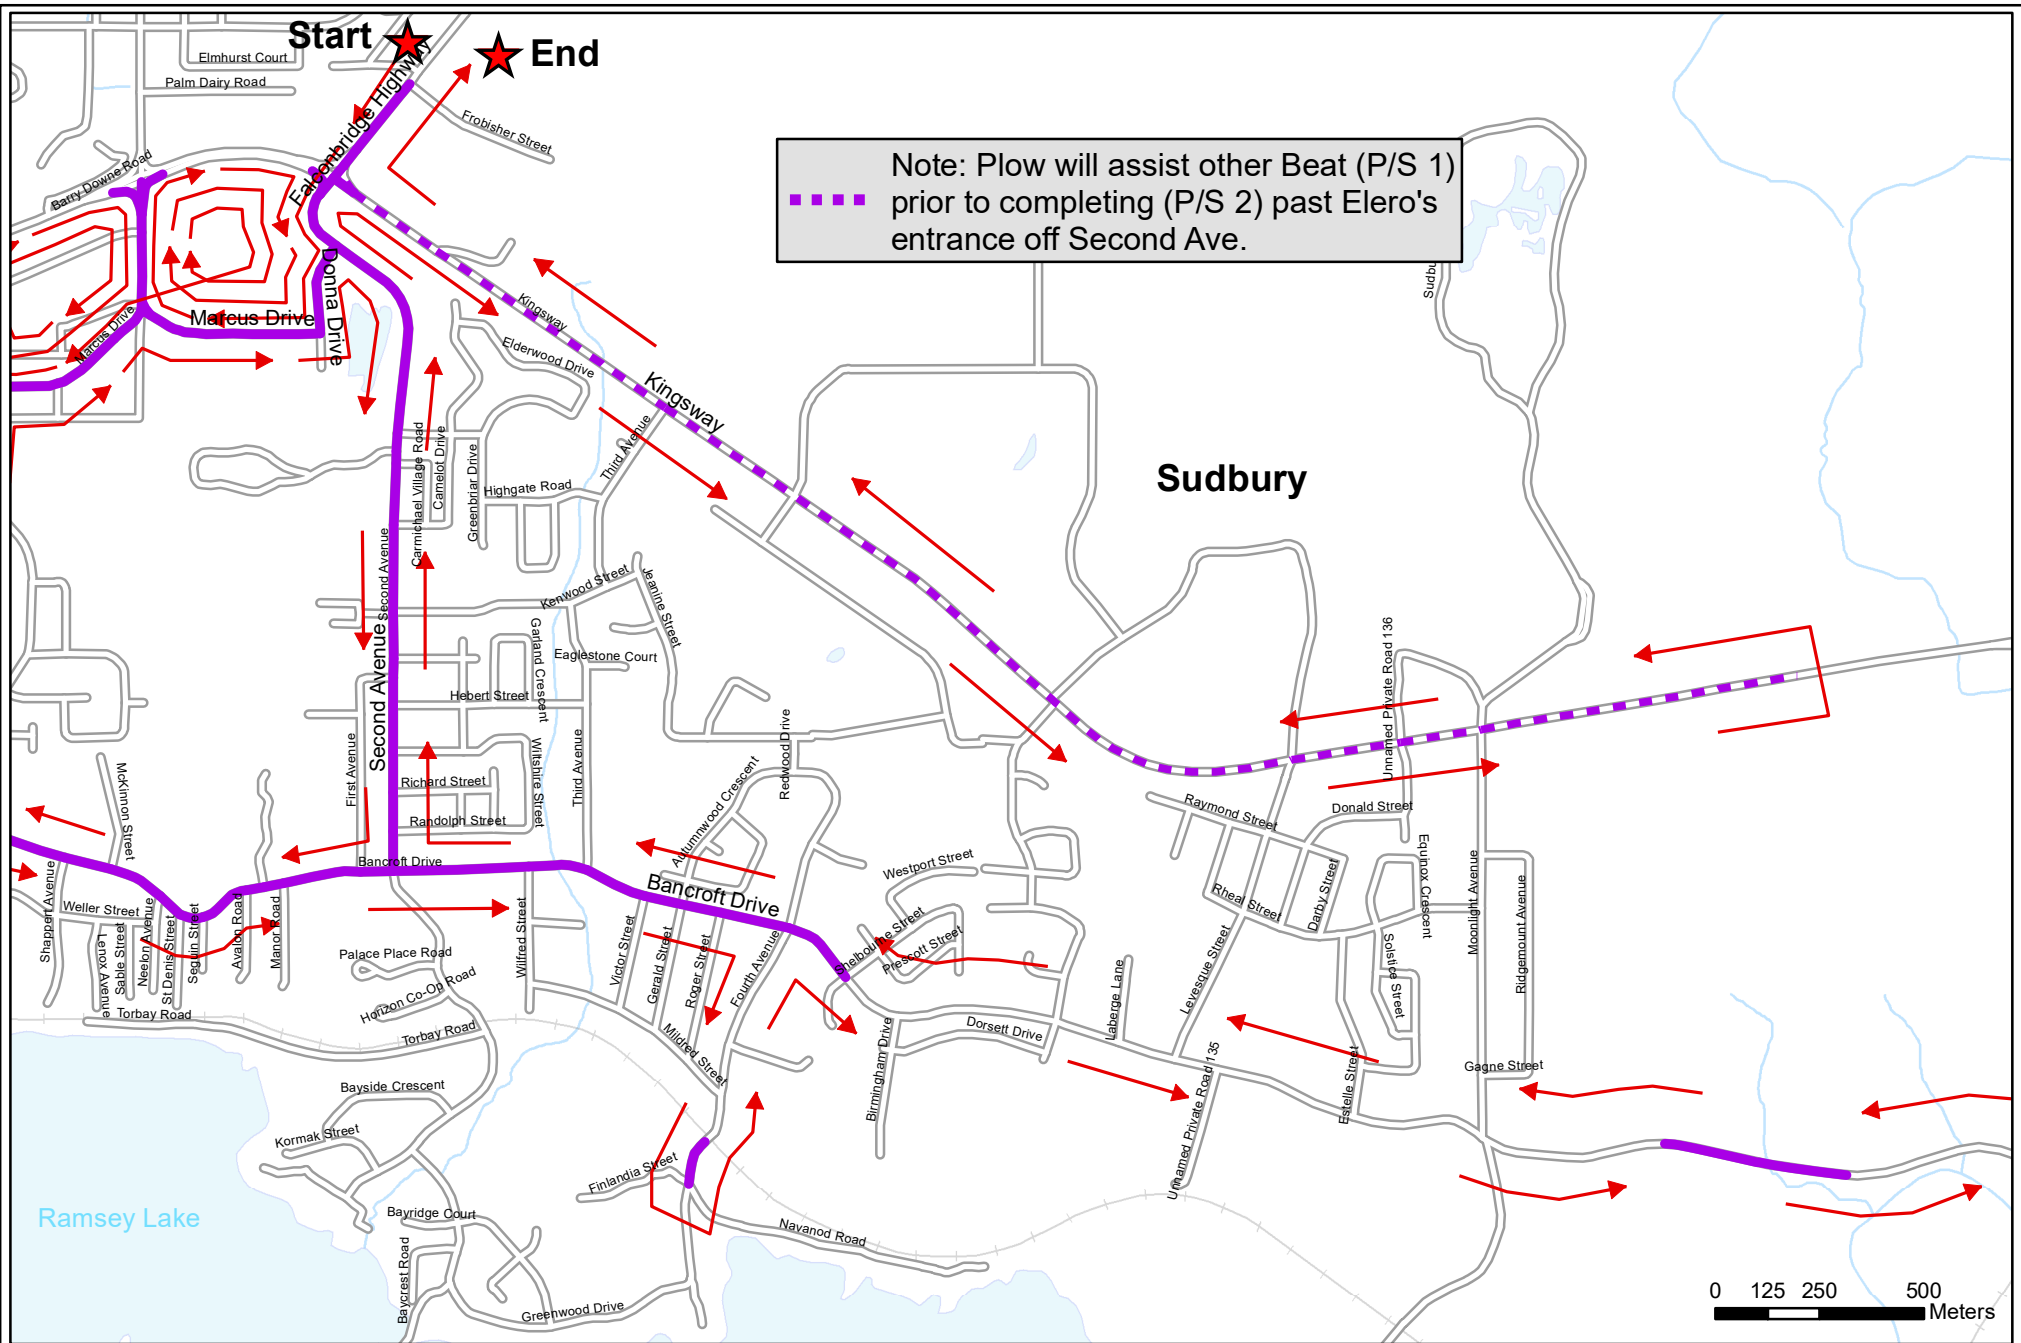 Start
End
Elmhurst Court
Palm Dairy Road
Falconbridge Highway
Frobisher Street
Barry Downe Road
Note: Plow will assist other Beat (P/S 1)
prior to completing (P/S 2) past Elero's
entrance off Second Ave.
Donna Drive
Marcus Drive
Marcus Drive
Kingsway
Elderwood Drive
Kingsway
Third Avenue
Carmichael Village Road
Camelot Drive
Greenbriar Drive
Highgate Road
Sudbury
Sudbu
Second Avenue
Second Avenue
Kenwood Street
Jeanine Street
Garland Crescent
Eaglestone Court
Hebert Street
Unnamed Private Road 136
First Avenue
Wiltshire Street
Third Avenue
Redwood Drive
Richard Street
Randolph Street
Autumnwood Crescent
McKinnon Street
Raymond Street
Donald Street
Bancroft Drive
Bancroft Drive
Westport Street
Equinox Crescent
Moonlight Avenue
Ridgemount Avenue
Rheal Street
Darby Street
Shappert Avenue
Weller Street
Lenox Avenue
Sable Street
Neelon Avenue
St Denis Street
Seguin Street
Avalon Road
Manor Road
Wilfred Street
Victor Street
Gerald Street
Roger Street
Fourth Avenue
Shelbourne Street
Prescott Street
Levesque Street
Solstice Street
Laberge Lane
Palace Place Road
Horizon Co-Op Road
Torbay Road
Torbay Road
Mildred Street
Birmingham Drive
Dorsett Drive
Unnamed Private Road 135
Estelle Street
Gagne Street
Bayside Crescent
Kormak Street
Finlandia Street
Bayridge Court
Navanod Road
Ramsey Lake
Baycrest Road
Greenwood Drive
0 125 250 500
Meters